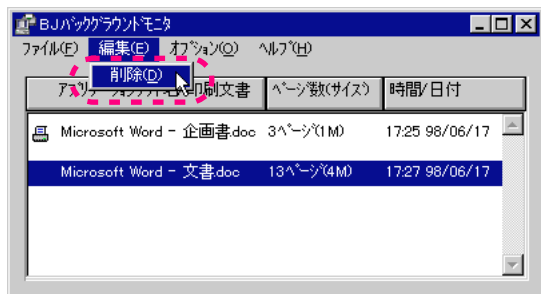 BJﾊﾞｯｸｸﾞﾗｳﾝﾄﾞﾓﾆﾀ
ﾌｧｲﾙ(F) 編集(E) ｵﾌﾟｼｮﾝ(O) ﾍﾙﾌﾟ(H)
削除(D)
印刷文書 ﾍﾟｰｼﾞ数(ｻｲｽﾞ) 時間/日付
Microsoft Word - 企画書.doc 3ﾍﾟｰｼﾞ(1M) 17:25 98/06/17
Microsoft Word - 文書.doc 13ﾍﾟｰｼﾞ(4M) 17:27 98/06/17